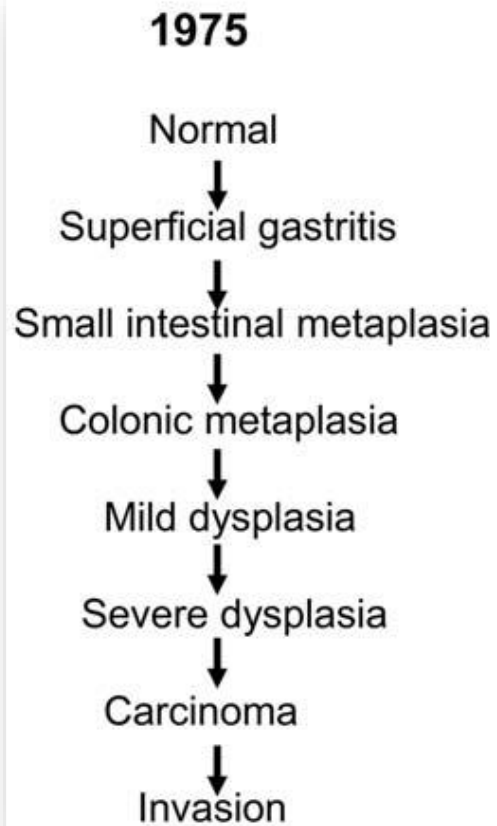 1975
Normal
Superficial gastritis
Small intestinal metaplasia
Colonic metaplasia
Mild dysplasia
Severe dysplasia
Carcinoma
Invasion